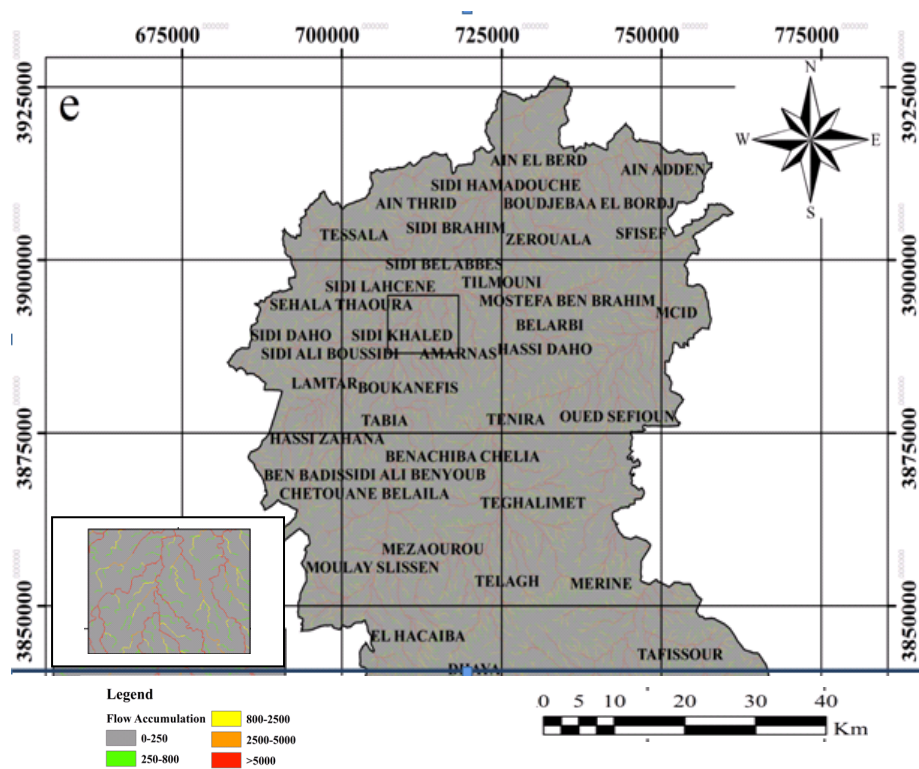 675000 700000 725000 750000 775000
3925000 3925000
e
N
W E
S
AIN EL BERD
AIN ADDEN
SIDI HAMADOUCHE
AIN THRID BOUDJEBAA EL BORDJ
SIDI BRAHIM
TESSALA ZEROUALA SFISEF
3900000 3900000
SIDI BEL ABBES
SIDI LAHCENE TILMOUNI
SEHALA THAOURA MOSTEFA BEN BRAHIM
MCID
BELARBI
SIDI DAHO SIDI KHALED
SIDI ALI BOUSSIDI AMARNAS HASSI DAHO
LAMTAR BOUKANEFIS
TABIA TENIRA OUED SEFIOUN
3875000 3875000
HASSI ZAHANA
BENACHIBA CHELIA
BEN BADIS SIDI ALI BENYOUB
CHETOUANE BELAILA
TEGHALIMET
MEZAOUROU
MOULAY SLISSEN
TELAGH MERINE
3850000 3850000
EL HACAIBA
TAFISSOUR
DHAYA
Legend
Flow Accumulation
0-250
250-800
800-2500
2500-5000
>5000
0 5 10 20 30 40
Km